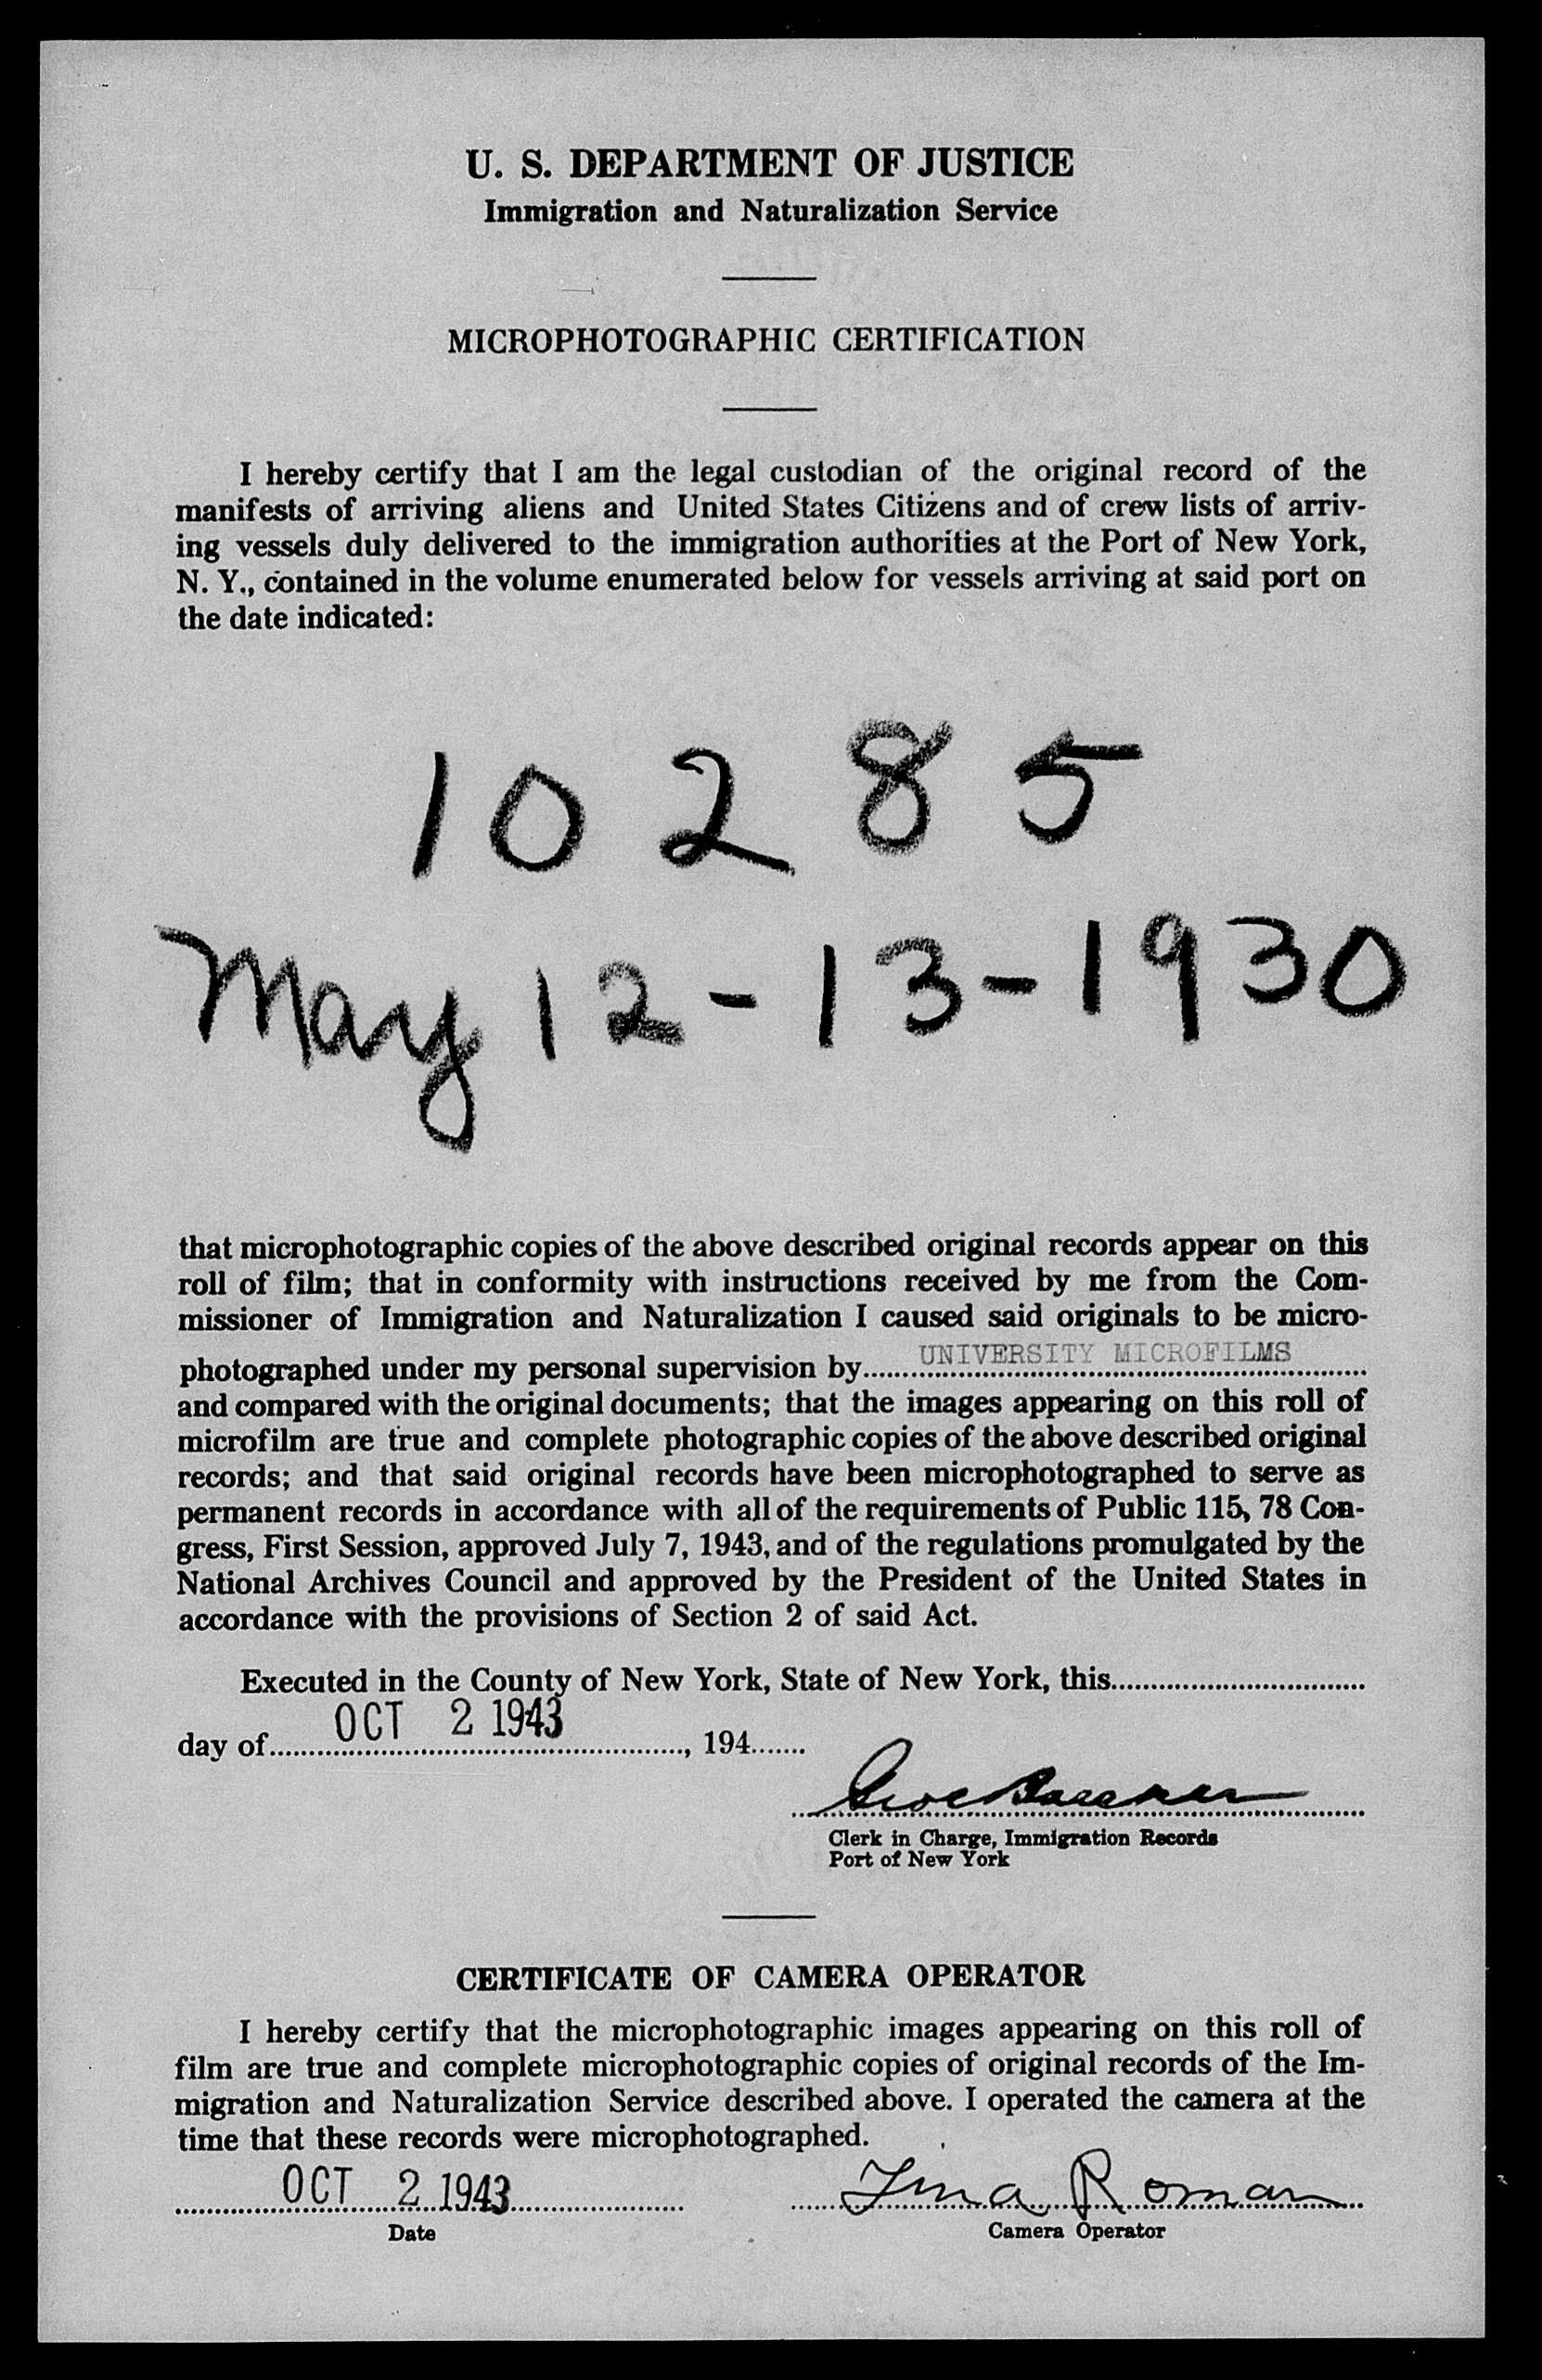 U. S. DEPARTMENT OF JUSTICE
Immigration and Naturalization Service
MICROPHOTOGRAPHIC CERTIFICATION
I hereby certify that I am the legal custodian of the original record of the
manifests of arriving aliens and United States Citizens and of crew lists of arriv-
ing vessels duly delivered to the immigration authorities at the Port of New York,
N. Y., contained in the volume enumerated below for vessels arriving at said port on
the date indicated:
10285
May 12-13-1930
that microphotographic copies of the above described original records appear on this
roll of film; that in conformity with instructions received by me from the Com-
missioner of Immigration and Naturalization I caused said originals to be micro-
photographed under my personal supervision by UNIVERSITY MICROFILMS
and compared with the original documents; that the images appearing on this roll of
microfilm are true and complete photographic copies of the above described original
records; and that said original records have been microphotographed to serve as
permanent records in accordance with all of the requirements of Public 115, 78 Con-
gress, First Session, approved July 7, 1943, and of the regulations promulgated by the
National Archives Council and approved by the President of the United States in
accordance with the provisions of Section 2 of said Act.
Executed in the County of New York, State of New York, this
day of OCT 2 1943, 194
Clerk in Charge, Immigration Records
Port of New York
CERTIFICATE OF CAMERA OPERATOR
I hereby certify that the microphotographic images appearing on this roll of
film are true and complete microphotographic copies of original records of the Im-
migration and Naturalization Service described above. I operated the camera at the
time that these records were microphotographed.
OCT 2 1943 Roman
Date Camera Operator